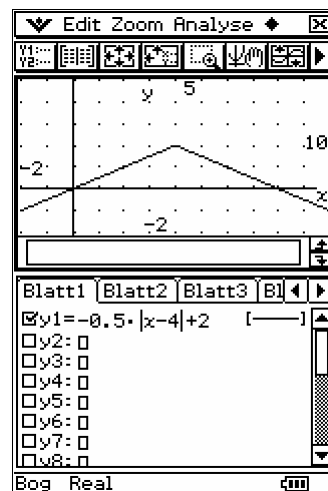 Edit Zoom Analyse
y 5
10
-2
x
-2
Blatt1 Blatt2 Blatt3 Bl
y1=-0.5·|x-4|+2 [—]
y2:
y3:
y4:
y5:
y6:
y7:
y8:
Bog Real